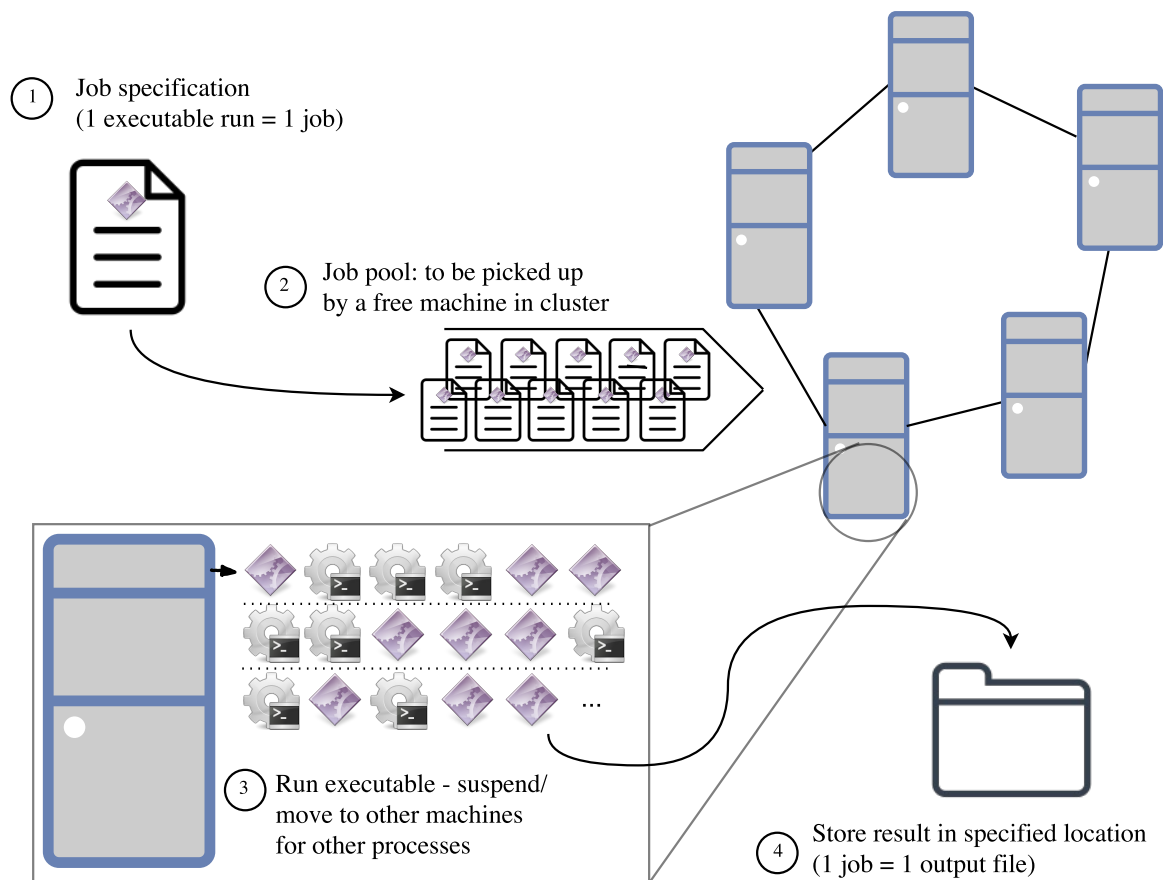 1
Job specification
(1 executable run = 1 job)
2
Job pool: to be picked up
by a free machine in cluster
>_
>_
>_
>_
>_
>_
>_
>_
...
3
Run executable - suspend/
move to other machines
for other processes
4
Store result in specified location
(1 job = 1 output file)